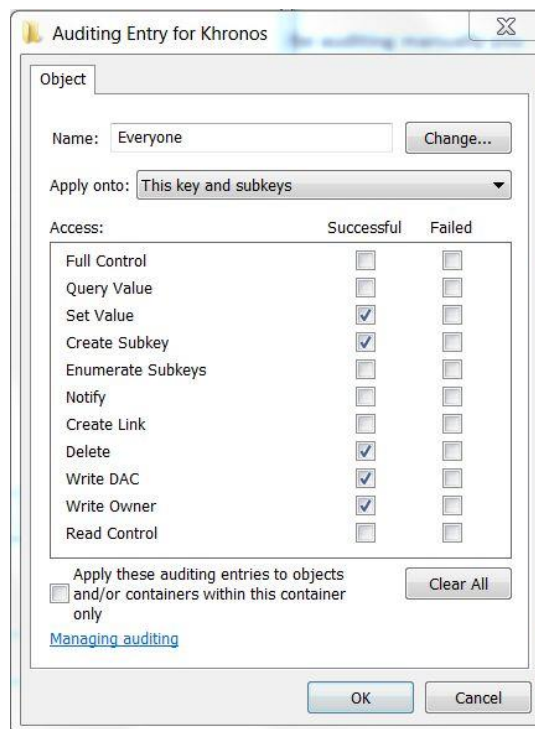 Auditing Entry for Khronos
Object
Name: Everyone Change...
Apply onto: This key and subkeys
Access: Successful Failed
Full Control
Query Value
Set Value
Create Subkey
Enumerate Subkeys
Notify
Create Link
Delete
Write DAC
Write Owner
Read Control
Apply these auditing entries to objects
and/or containers within this container
only
Clear All
Managing auditing
OK Cancel